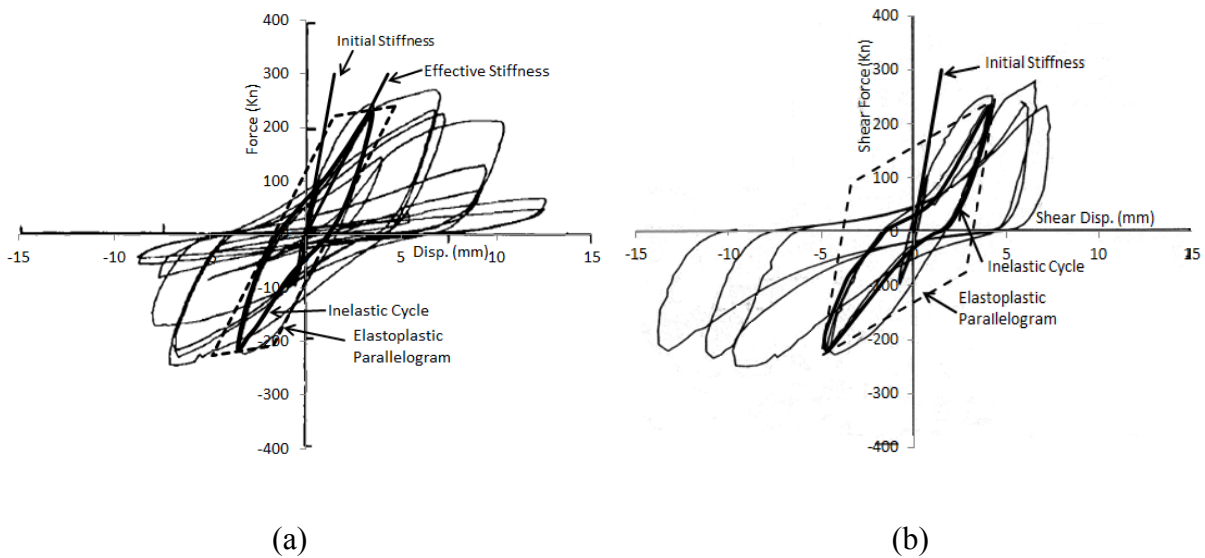 400
300
200
100
0
-100
-200
-300
-400
-15
-10
-5
5
10
15
Force (Kn)
Disp. (mm)
Initial Stiffness
Effective Stiffness
Inelastic Cycle
Elastoplastic
Parallelogram
(a)
400
300
200
100
0
-100
-200
-300
-400
-15
-10
-5
0
5
10
15
Shear Force (Kn)
Shear Disp. (mm)
Initial Stiffness
Inelastic Cycle
Elastoplastic
Parallelogram
(b)